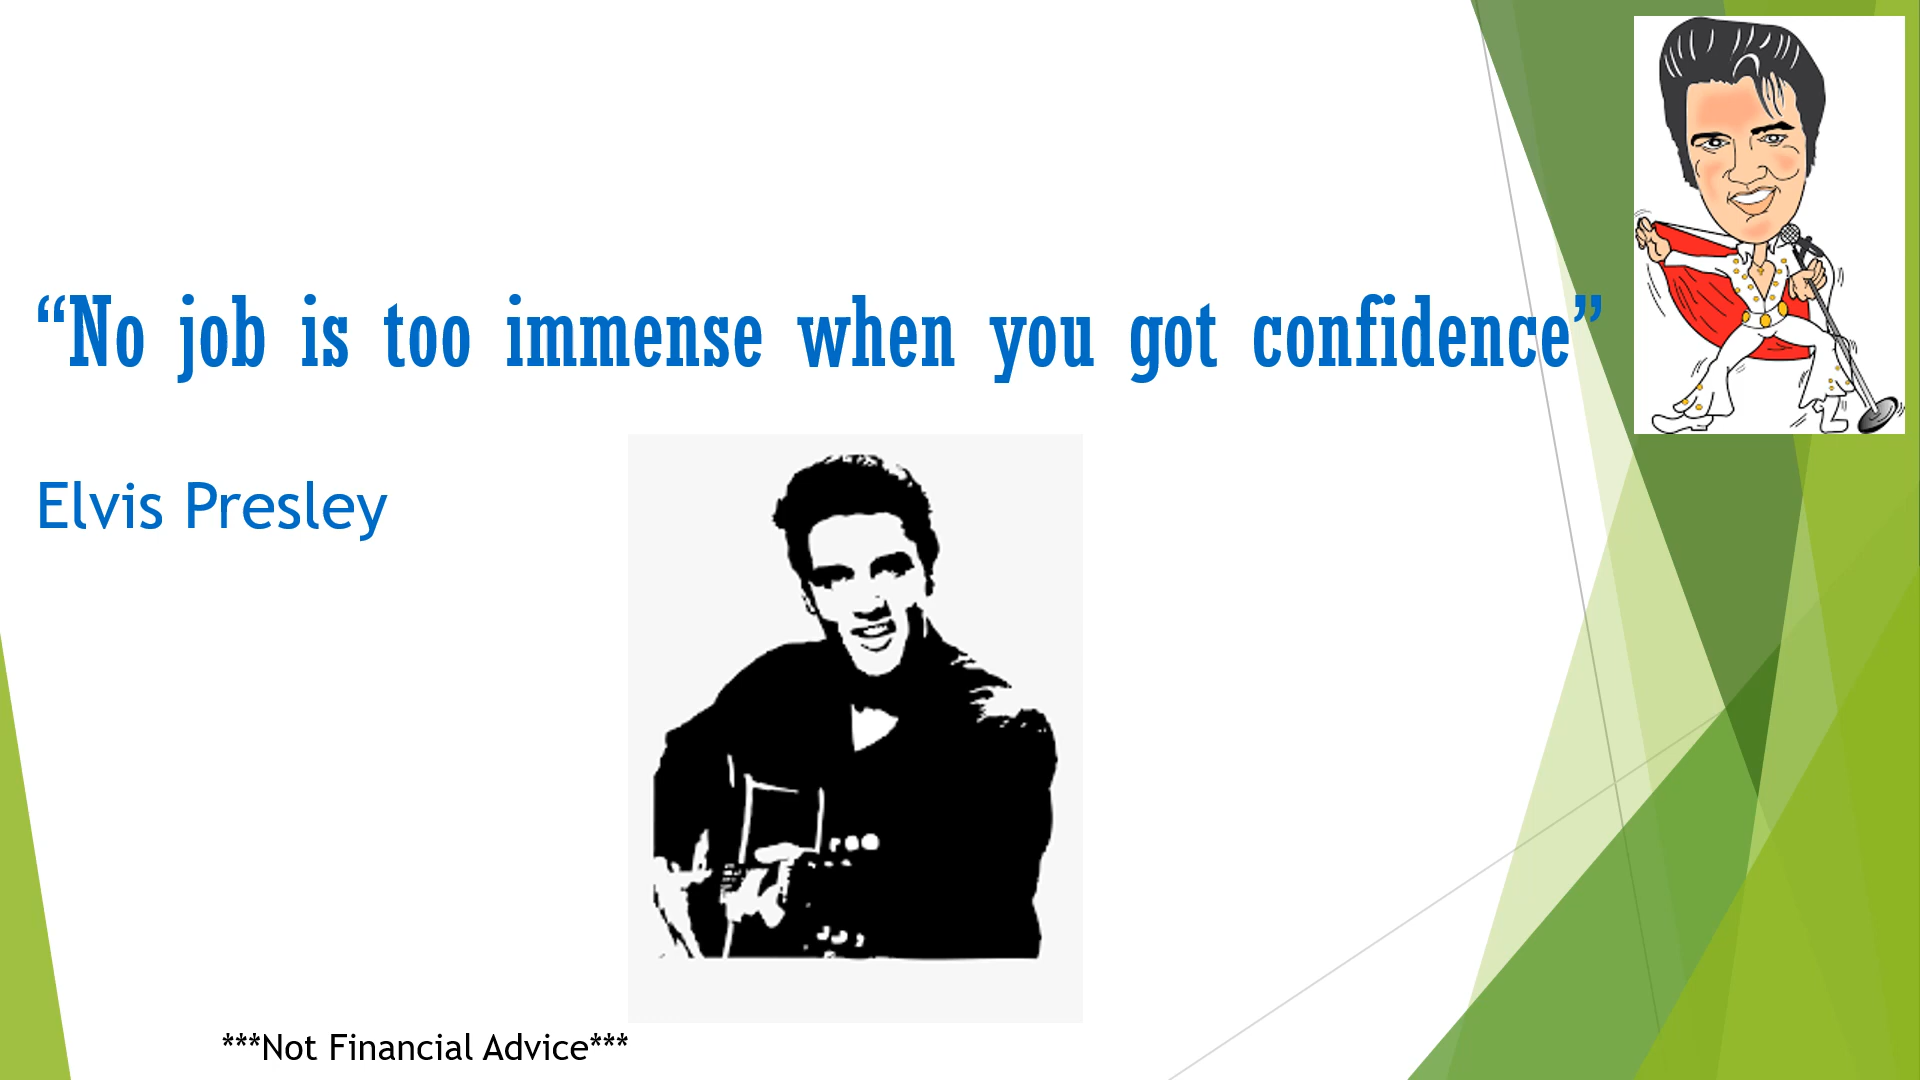 “No job is too immense when you got confidence”
Elvis Presley
***Not Financial Advice***